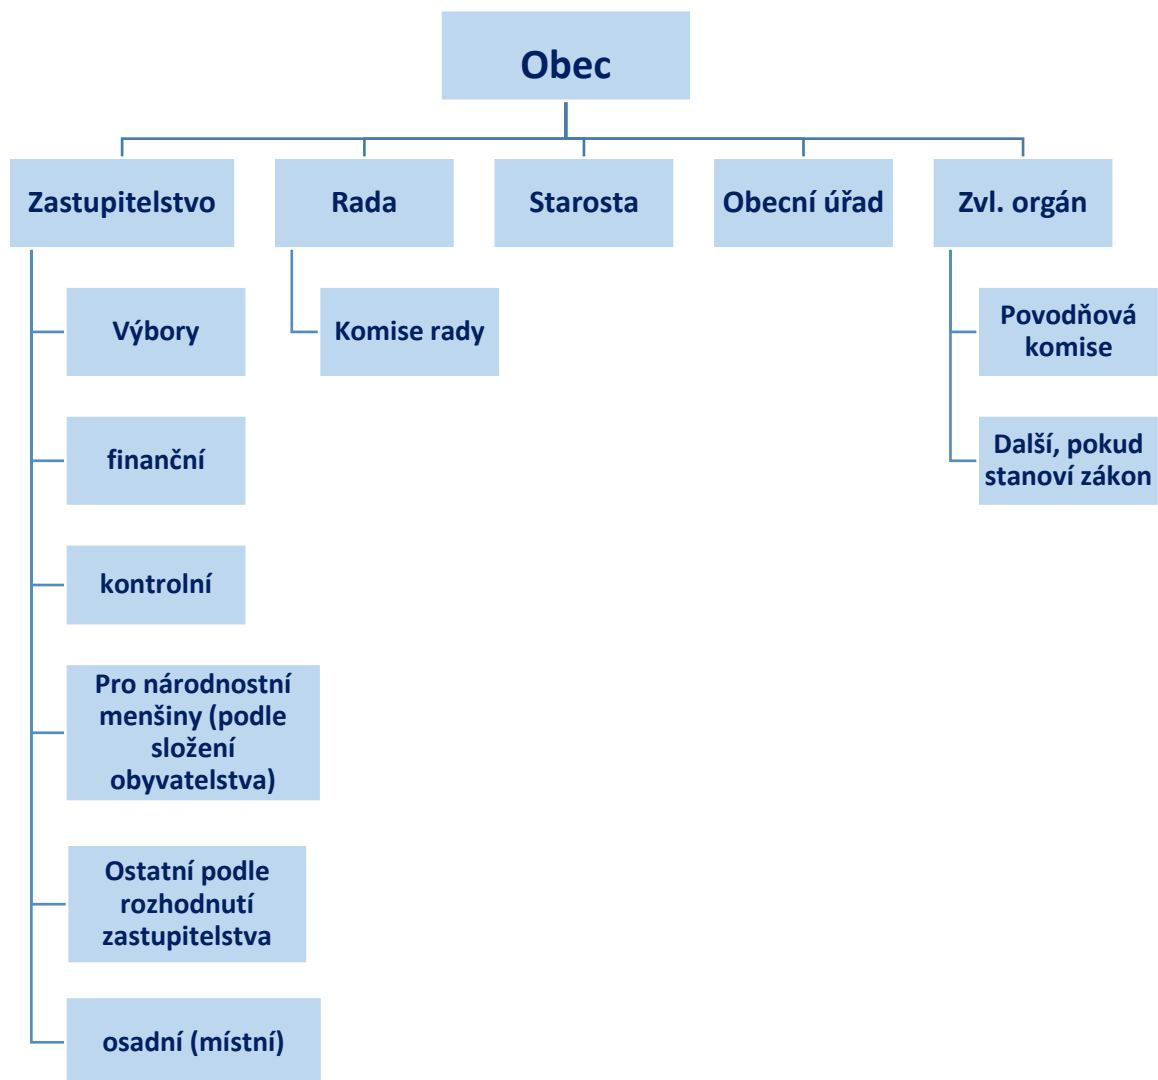 Obec
Zastupitelstvo
Rada
Starosta
Obecní úřad
Zvl. orgán
Výbory
Komise rady
Povodňová
komise
finanční
Další, pokud
stanoví zákon
kontrolní
Pro národnostní
menšiny (podle
složení
obyvatelstva)
Ostatní podle
rozhodnutí
zastupitelstva
osadní (místní)